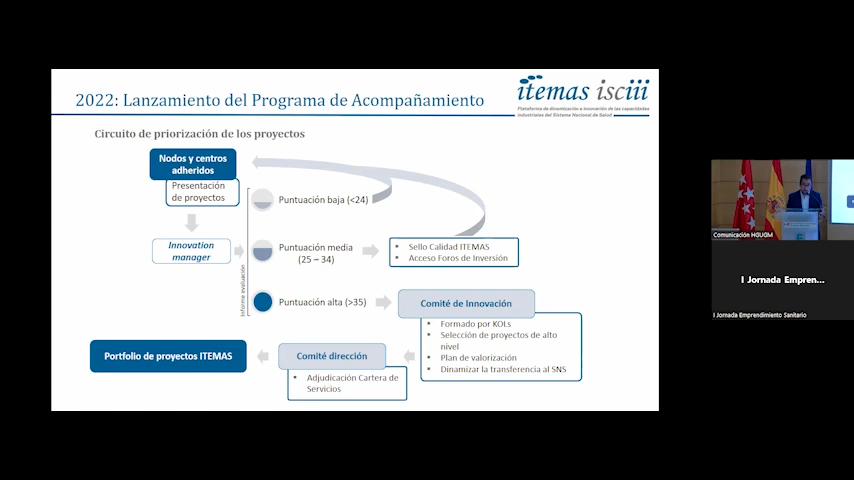 2022: Lanzamiento del Programa de Acompañamiento
itemas isciii
Plataforma de dinamización e innovación de las capacidades
industriales del Sistema Nacional de Salud
Circuito de priorización de los proyectos
Nodos y centros
adheridos
Presentación
de proyectos
Innovation
manager
Informe evaluación
Puntuación baja (<24)
Puntuación media
(25 – 34)
▪ Sello Calidad ITEMAS
▪ Acceso Foros de Inversión
Puntuación alta (>35)
Comité de Innovación
▪ Formado por KOLs
▪ Selección de proyectos de alto
nivel
▪ Plan de valorización
▪ Dinamizar la transferencia al SNS
Comité dirección
▪ Adjudicación Cartera de
Servicios
Portfolio de proyectos ITEMAS
Comunicación HGUGM
I Jornada Empren...
I Jornada Emprendimiento Sanitario